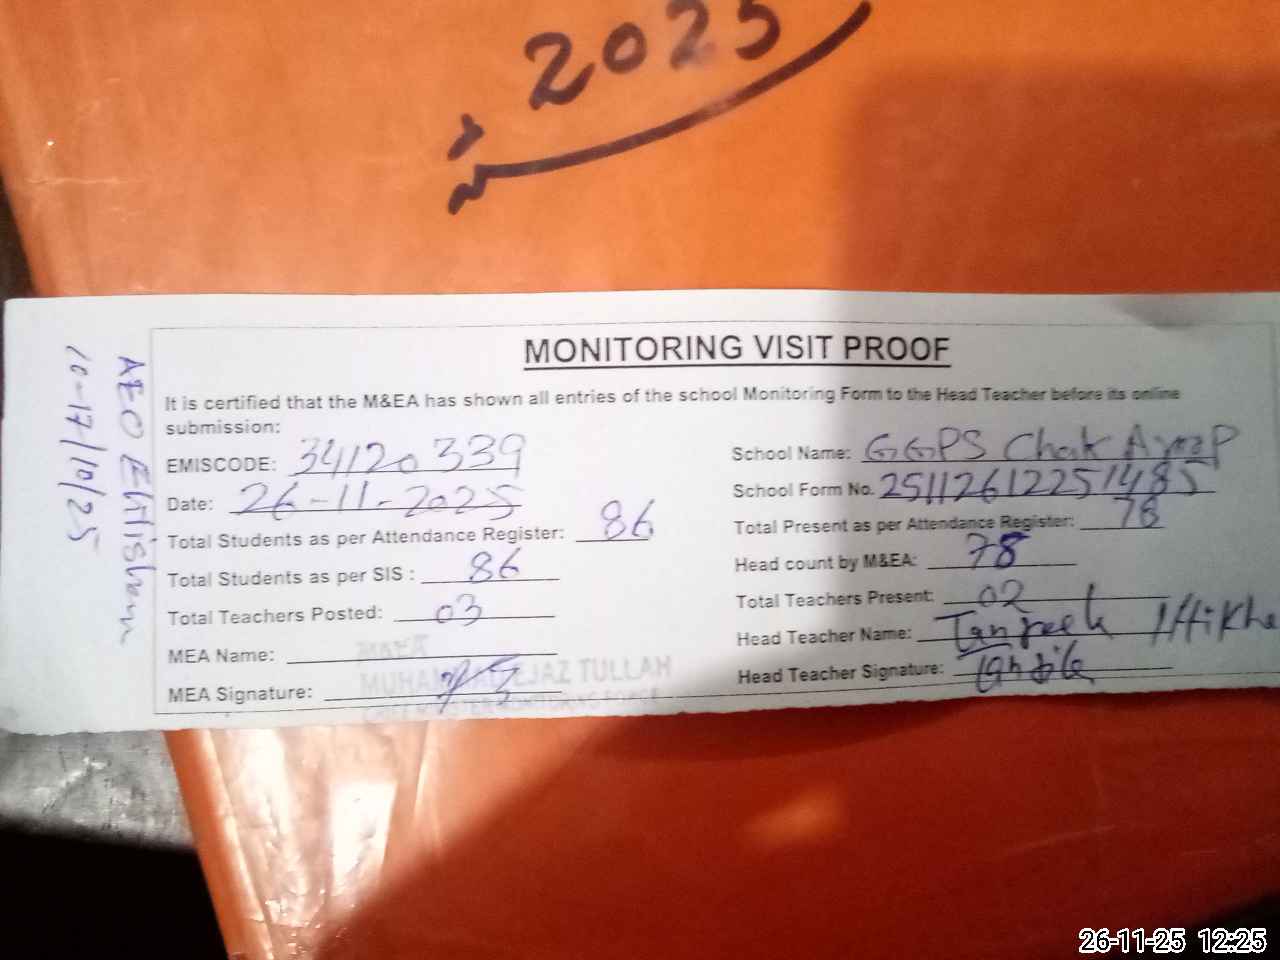 2025
MONITORING VISIT PROOF
It is certified that the M&EA has shown all entries of the school Monitoring Form to the Head Teacher before its online
submission:
EMISCODE: 34120339
School Name: GGPS Chak
Date: 26-11-2025
School Form No. 251126122251485
Total Students as per Attendance Register: 86
Total Present as per Attendance Register: 78
Total Students as per SIS : 86
Head count by M&EA: 78
Total Teachers Posted: 03
Total Teachers Present: 02
MEA Name:
Head Teacher Name:
MEA Signature:
Head Teacher Signature:
EJAZ TULLAH
AEO
10-17/10/25
26-11-25 12:25